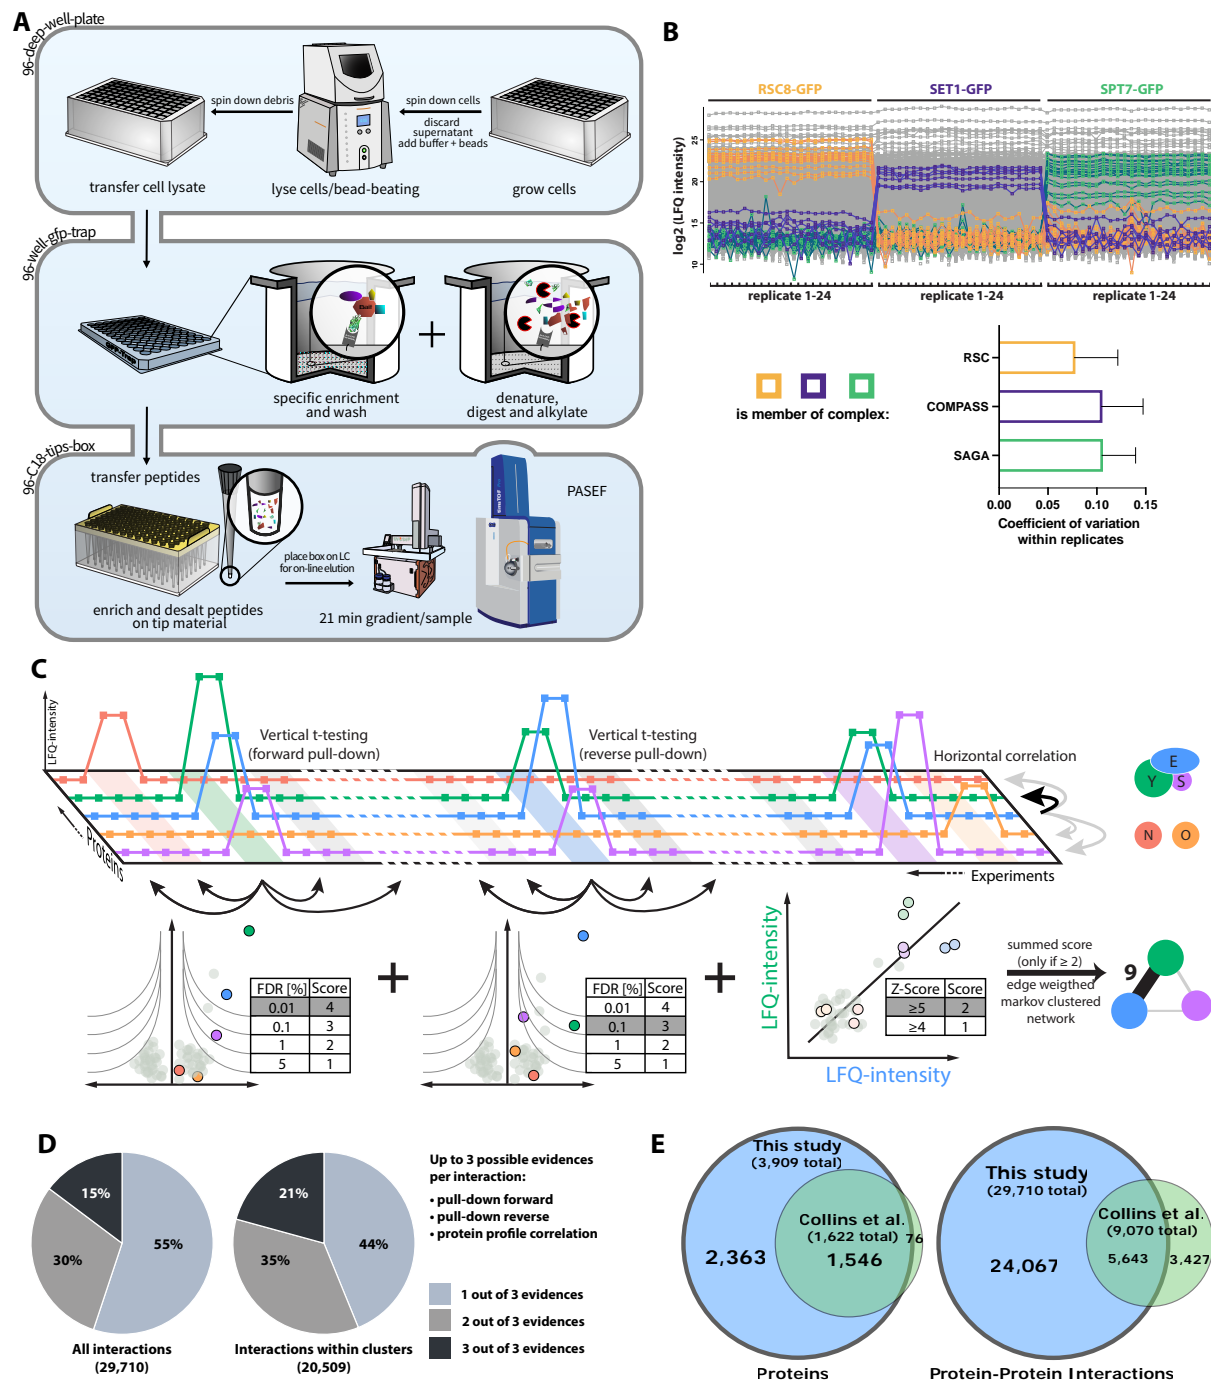 A
96-deep-well-plate
spin down debris
spin down cells
discard
supernatant
add buffer + beads
transfer cell lysate
lyse cells/bead-beating
grow cells
96-well-gfp-trap
GFP-TRAP
+
specific enrichment
and wash
denature,
digest and alkylate
96-C18-tips-box
transfer peptides
PASEF
place box on LC
for on-line elution
enrich and desalt peptides
on tip material
21 min gradient/sample
B
RSC8-GFP
SET1-GFP
SPT7-GFP
log2 (LFQ intensity)
25
20
15
10
replicate 1-24
replicate 1-24
replicate 1-24
is member of complex:
RSC
COMPASS
SAGA
0.00
0.05
0.10
0.15
Coefficient of variation
within replicates
C
LFQ-intensity
Vertical t-testing
(forward pull-down)
Vertical t-testing
(reverse pull-down)
Horizontal correlation
E
Y
S
N
O
Proteins
Experiments
FDR [%] Score
0.01 4
0.1 3
1 2
5 1
+
FDR [%] Score
0.01 4
0.1 3
1 2
5 1
+
LFQ-intensity
LFQ-intensity
Z-Score Score
≥5 2
≥4 1
summed score
(only if ≥ 2)
edge weigthed
markov clustered
network
9
D
15%
55%
30%
All interactions
(29,710)
21%
44%
35%
Interactions within clusters
(20,509)
Up to 3 possible evidences
per interaction:
• pull-down forward
• pull-down reverse
• protein profile correlation
1 out of 3 evidences
2 out of 3 evidences
3 out of 3 evidences
E
This study
(3,909 total)
Collins et al.
(1,622 total)
76
2,363
1,546
Proteins
This study
(29,710 total)
Collins et al.
(9,070 total)
24,067
5,643
3,427
Protein-Protein Interactions